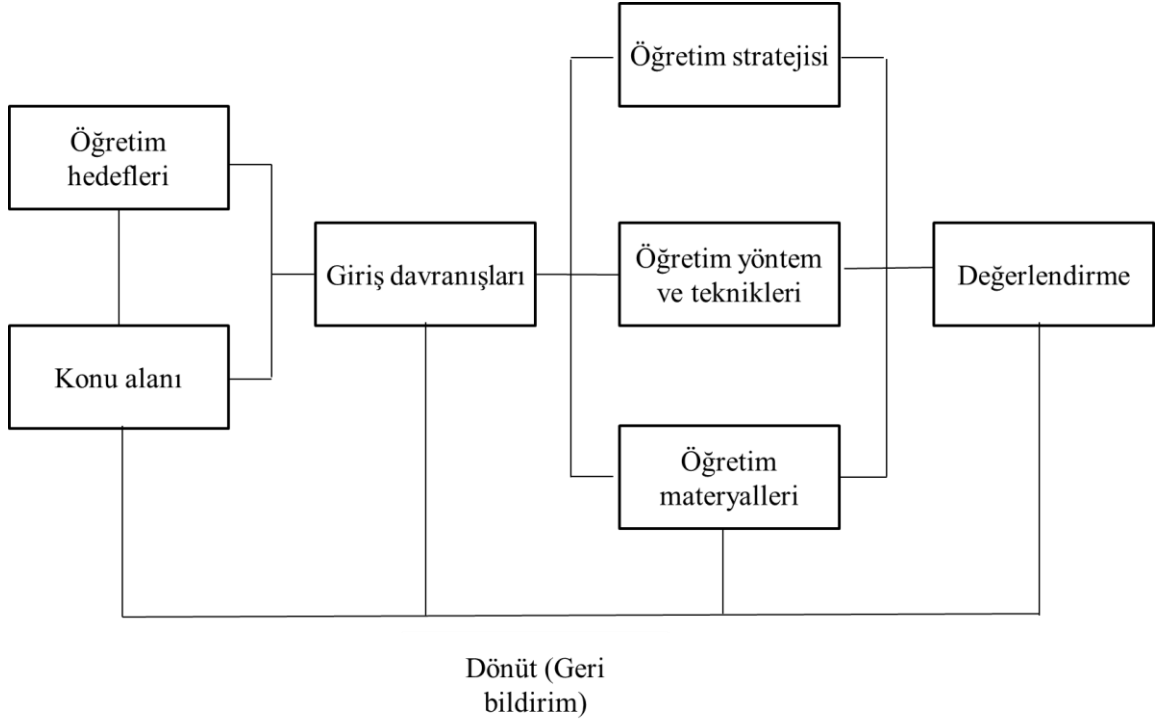 Öğretim stratejisi
Öğretim
hedefleri
Giriş davranışları
Öğretim yöntem
ve teknikleri
Değerlendirme
Konu alanı
Öğretim
materyalleri
Dönüt (Geri
bildirim)